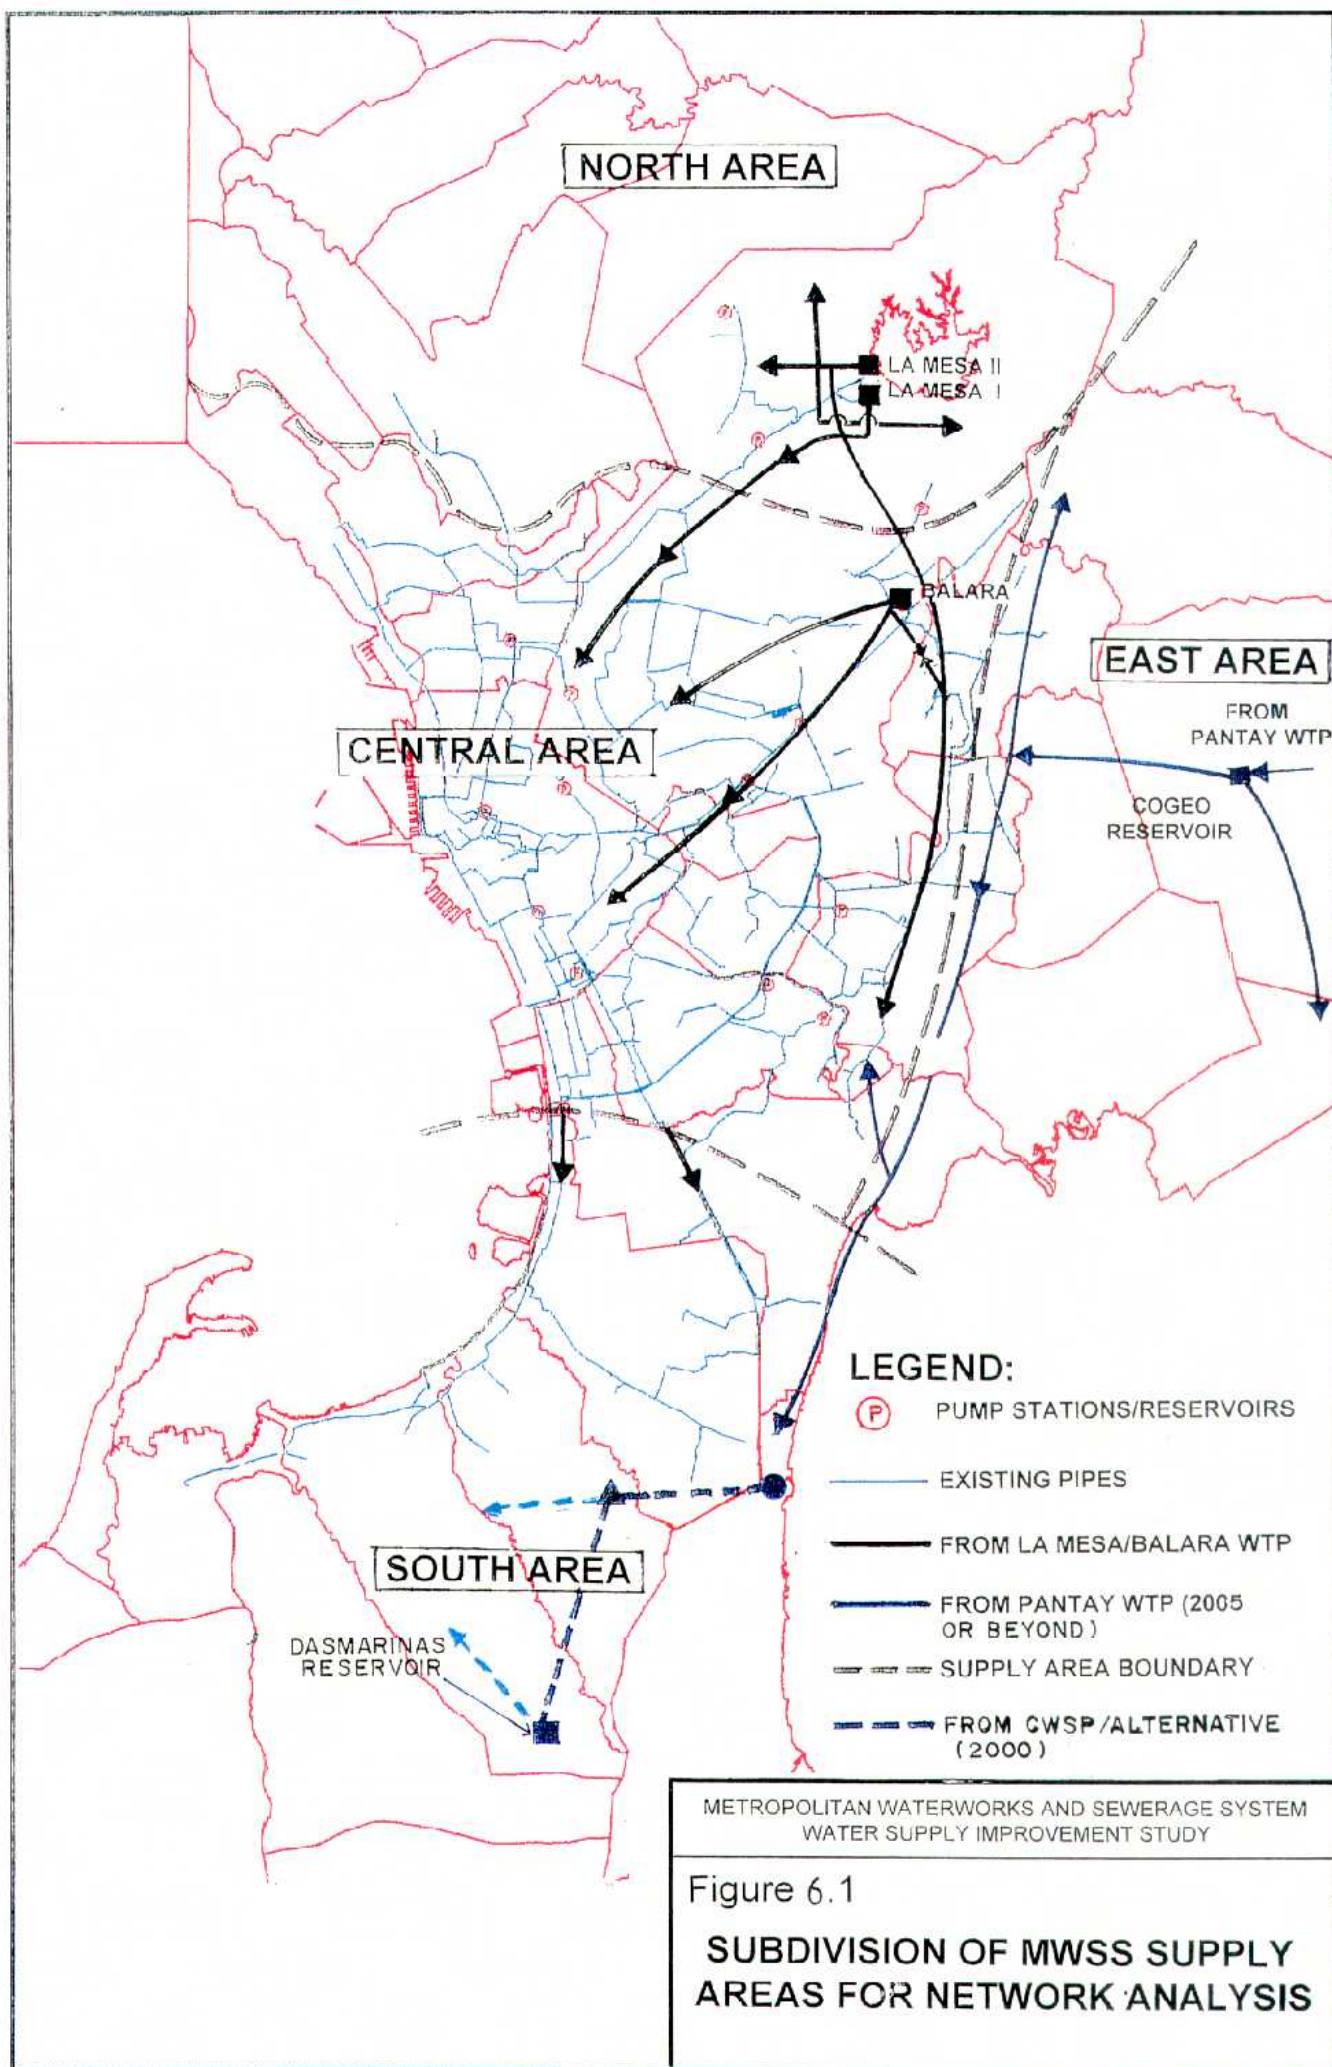 NORTH AREA
LA MESA II
LA MESA I
BALARA
EAST AREA
FROM
PANTAY WTP
CENTRAL AREA
COGEO
RESERVOIR
LEGEND:
P PUMP STATIONS/RESERVOIRS
EXISTING PIPES
FROM LA MESA/BALARA WTP
FROM PANTAY WTP (2005
OR BEYOND)
SUPPLY AREA BOUNDARY
FROM CWSP/ALTERNATIVE
(2000)
SOUTH AREA
DASMARINAS
RESERVOIR
METROPOLITAN WATERWORKS AND SEWERAGE SYSTEM
WATER SUPPLY IMPROVEMENT STUDY
Figure 6.1
SUBDIVISION OF MWSS SUPPLY
AREAS FOR NETWORK ANALYSIS